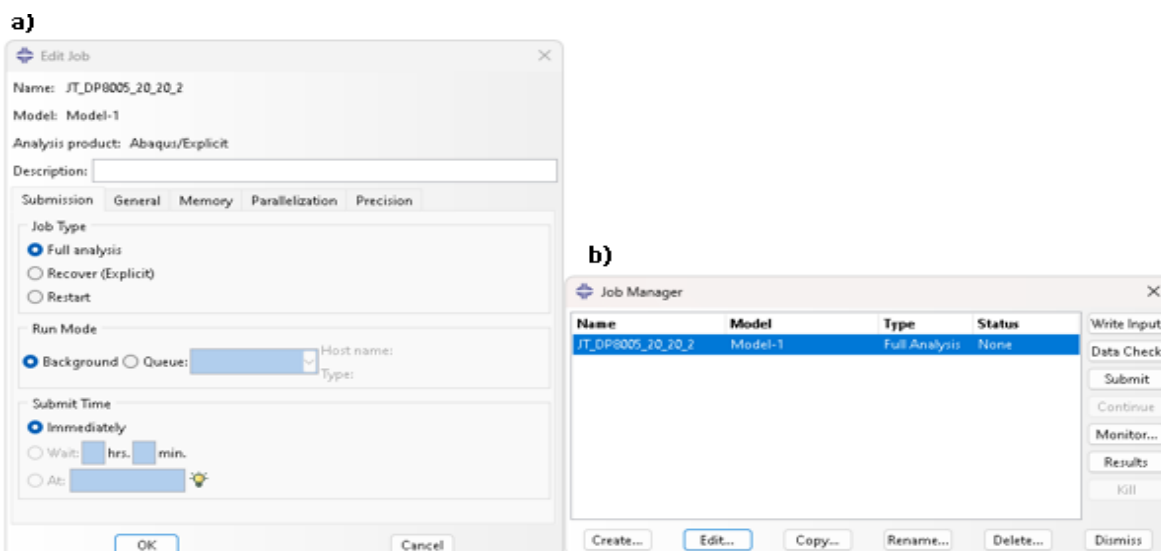 a)
Edit Job
Name: JT_DP8005_20_20_2
Model: Model-1
Analysis product: Abaqus/Explicit
Description:
Submission General Memory Parallelization Precision
Job Type
Full analysis
Recover (Explicit)
Restart
Run Mode
Background Queue: Host name:
Type:
Submit Time
Immediately
Wait: hrs. min.
At:
OK Cancel
b)
Job Manager
Name Model Type Status Write Input
JT_DP8005_20_20_2 Model-1 Full Analysis None Data Check
Submit
Continue
Monitor...
Results
Kill
Create... Edit... Copy... Rename... Delete... Dismiss